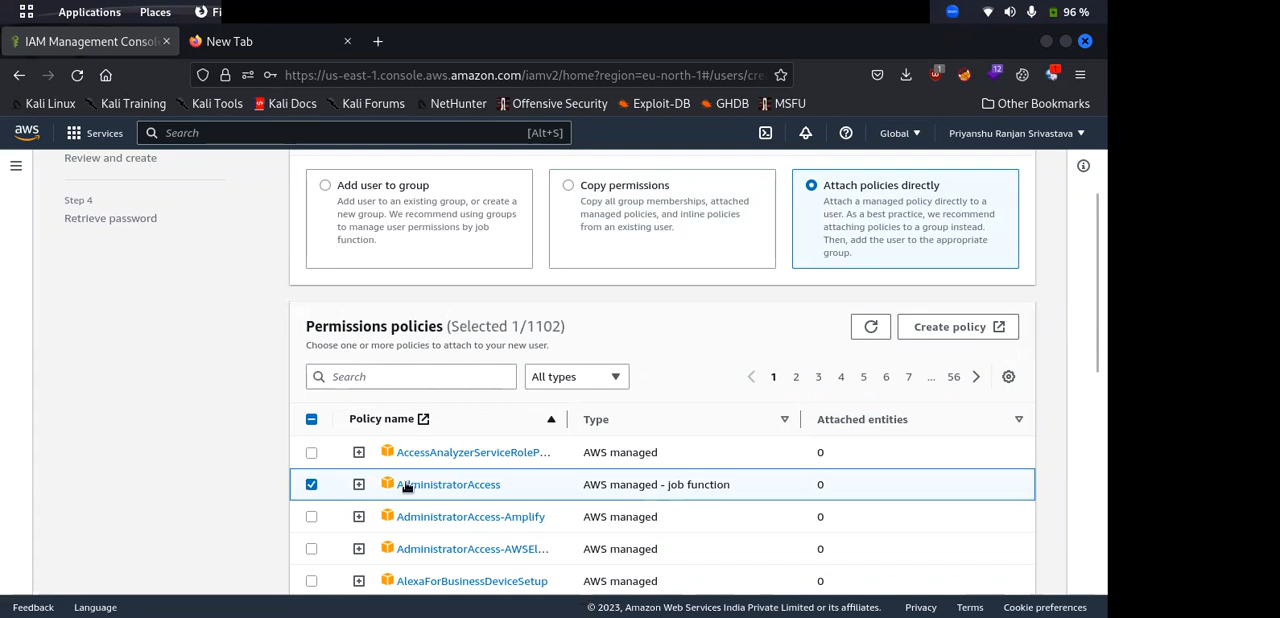 Applications Places Fi
96 %
IAM Management Consol
New Tab
https://us-east-1.console.aws.amazon.com/iamv2/home?region=eu-north-1#/users/cre
1
12
1
Kali Linux Kali Training Kali Tools Kali Docs Kali Forums NetHunter Offensive Security Exploit-DB GHDB MSFU Other Bookmarks
aws Services Search [Alt+S] Global Priyanshu Ranjan Srivastava
Review and create
Step 4
Retrieve password
Add user to group
Add user to an existing group, or create a
new group. We recommend using groups
to manage user permissions by job
function.
Copy permissions
Copy all group memberships, attached
managed policies, and inline policies
from an existing user.
Attach policies directly
Attach a managed policy directly to a
user. As a best practice, we recommend
attaching policies to a group instead.
Then, add the user to the appropriate
group.
Permissions policies (Selected 1/1102)
Choose one or more policies to attach to your new user.
Create policy
Search
All types
1 2 3 4 5 6 7 ... 56
Policy name Type Attached entities
AccessAnalyzerServiceRoleP... AWS managed 0
AdministratorAccess AWS managed - job function 0
AdministratorAccess-Amplify AWS managed 0
AdministratorAccess-AWSEl... AWS managed 0
AlexaForBusinessDeviceSetup AWS managed 0
Feedback Language © 2023, Amazon Web Services India Private Limited or its affiliates. Privacy Terms Cookie preferences